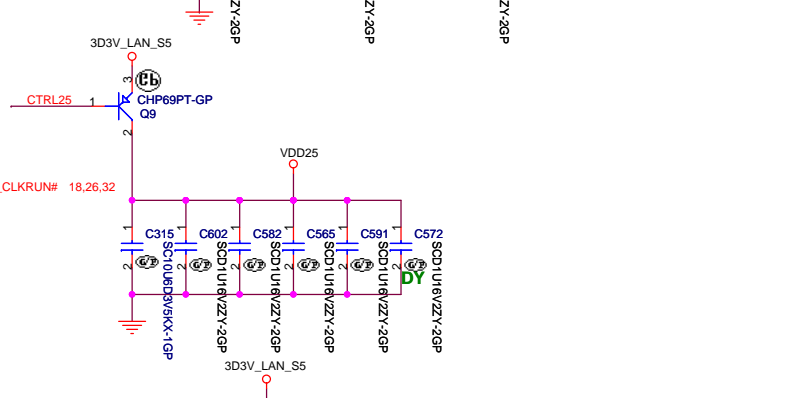 ZY-2GP
ZY-2GP
ZY-2GP
3D3V_LAN_S5
3
CHP69PT-GP
CTRL25
1
Q9
2
VDD25
_CLKRUN# 18,26,32
1
C315
1
C602
1
C582
1
C565
1
C591
1
C572
2
G/P
2
G/P
2
G/P
2
G/P
2
G/P
2
G/P
DY
SC10U6D3V5KX-1GP
SCD1U16V2ZY-2GP
SCD1U16V2ZY-2GP
SCD1U16V2ZY-2GP
SCD1U16V2ZY-2GP
SCD1U16V2ZY-2GP
3D3V_LAN_S5